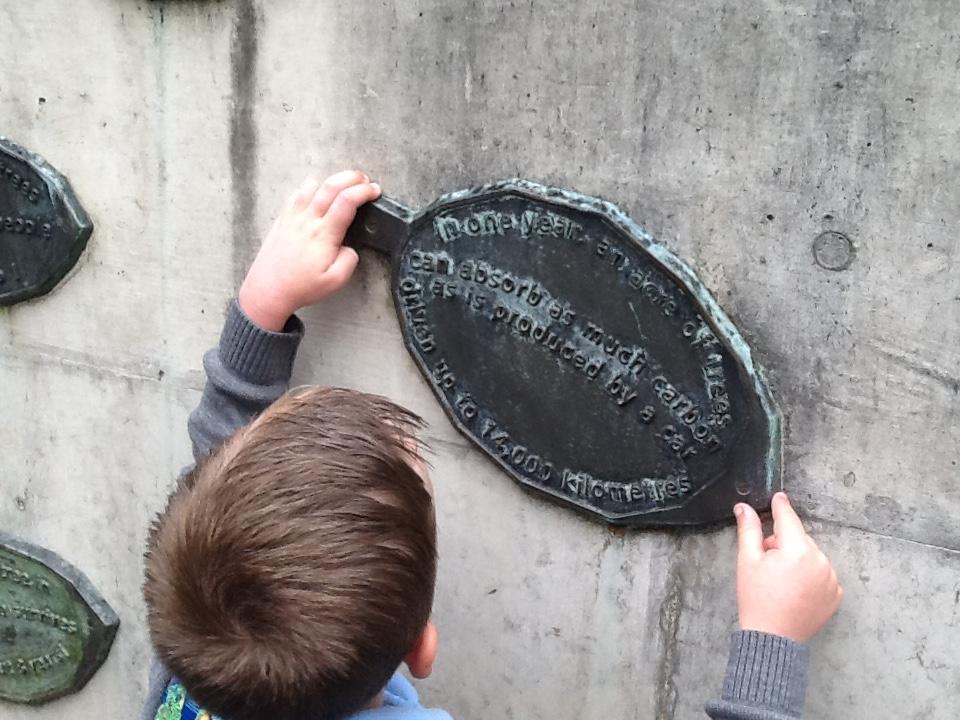 In one year, an acre of trees
can absorb as much carbon
as is produced by a car
driven up to 14,000 kilometres